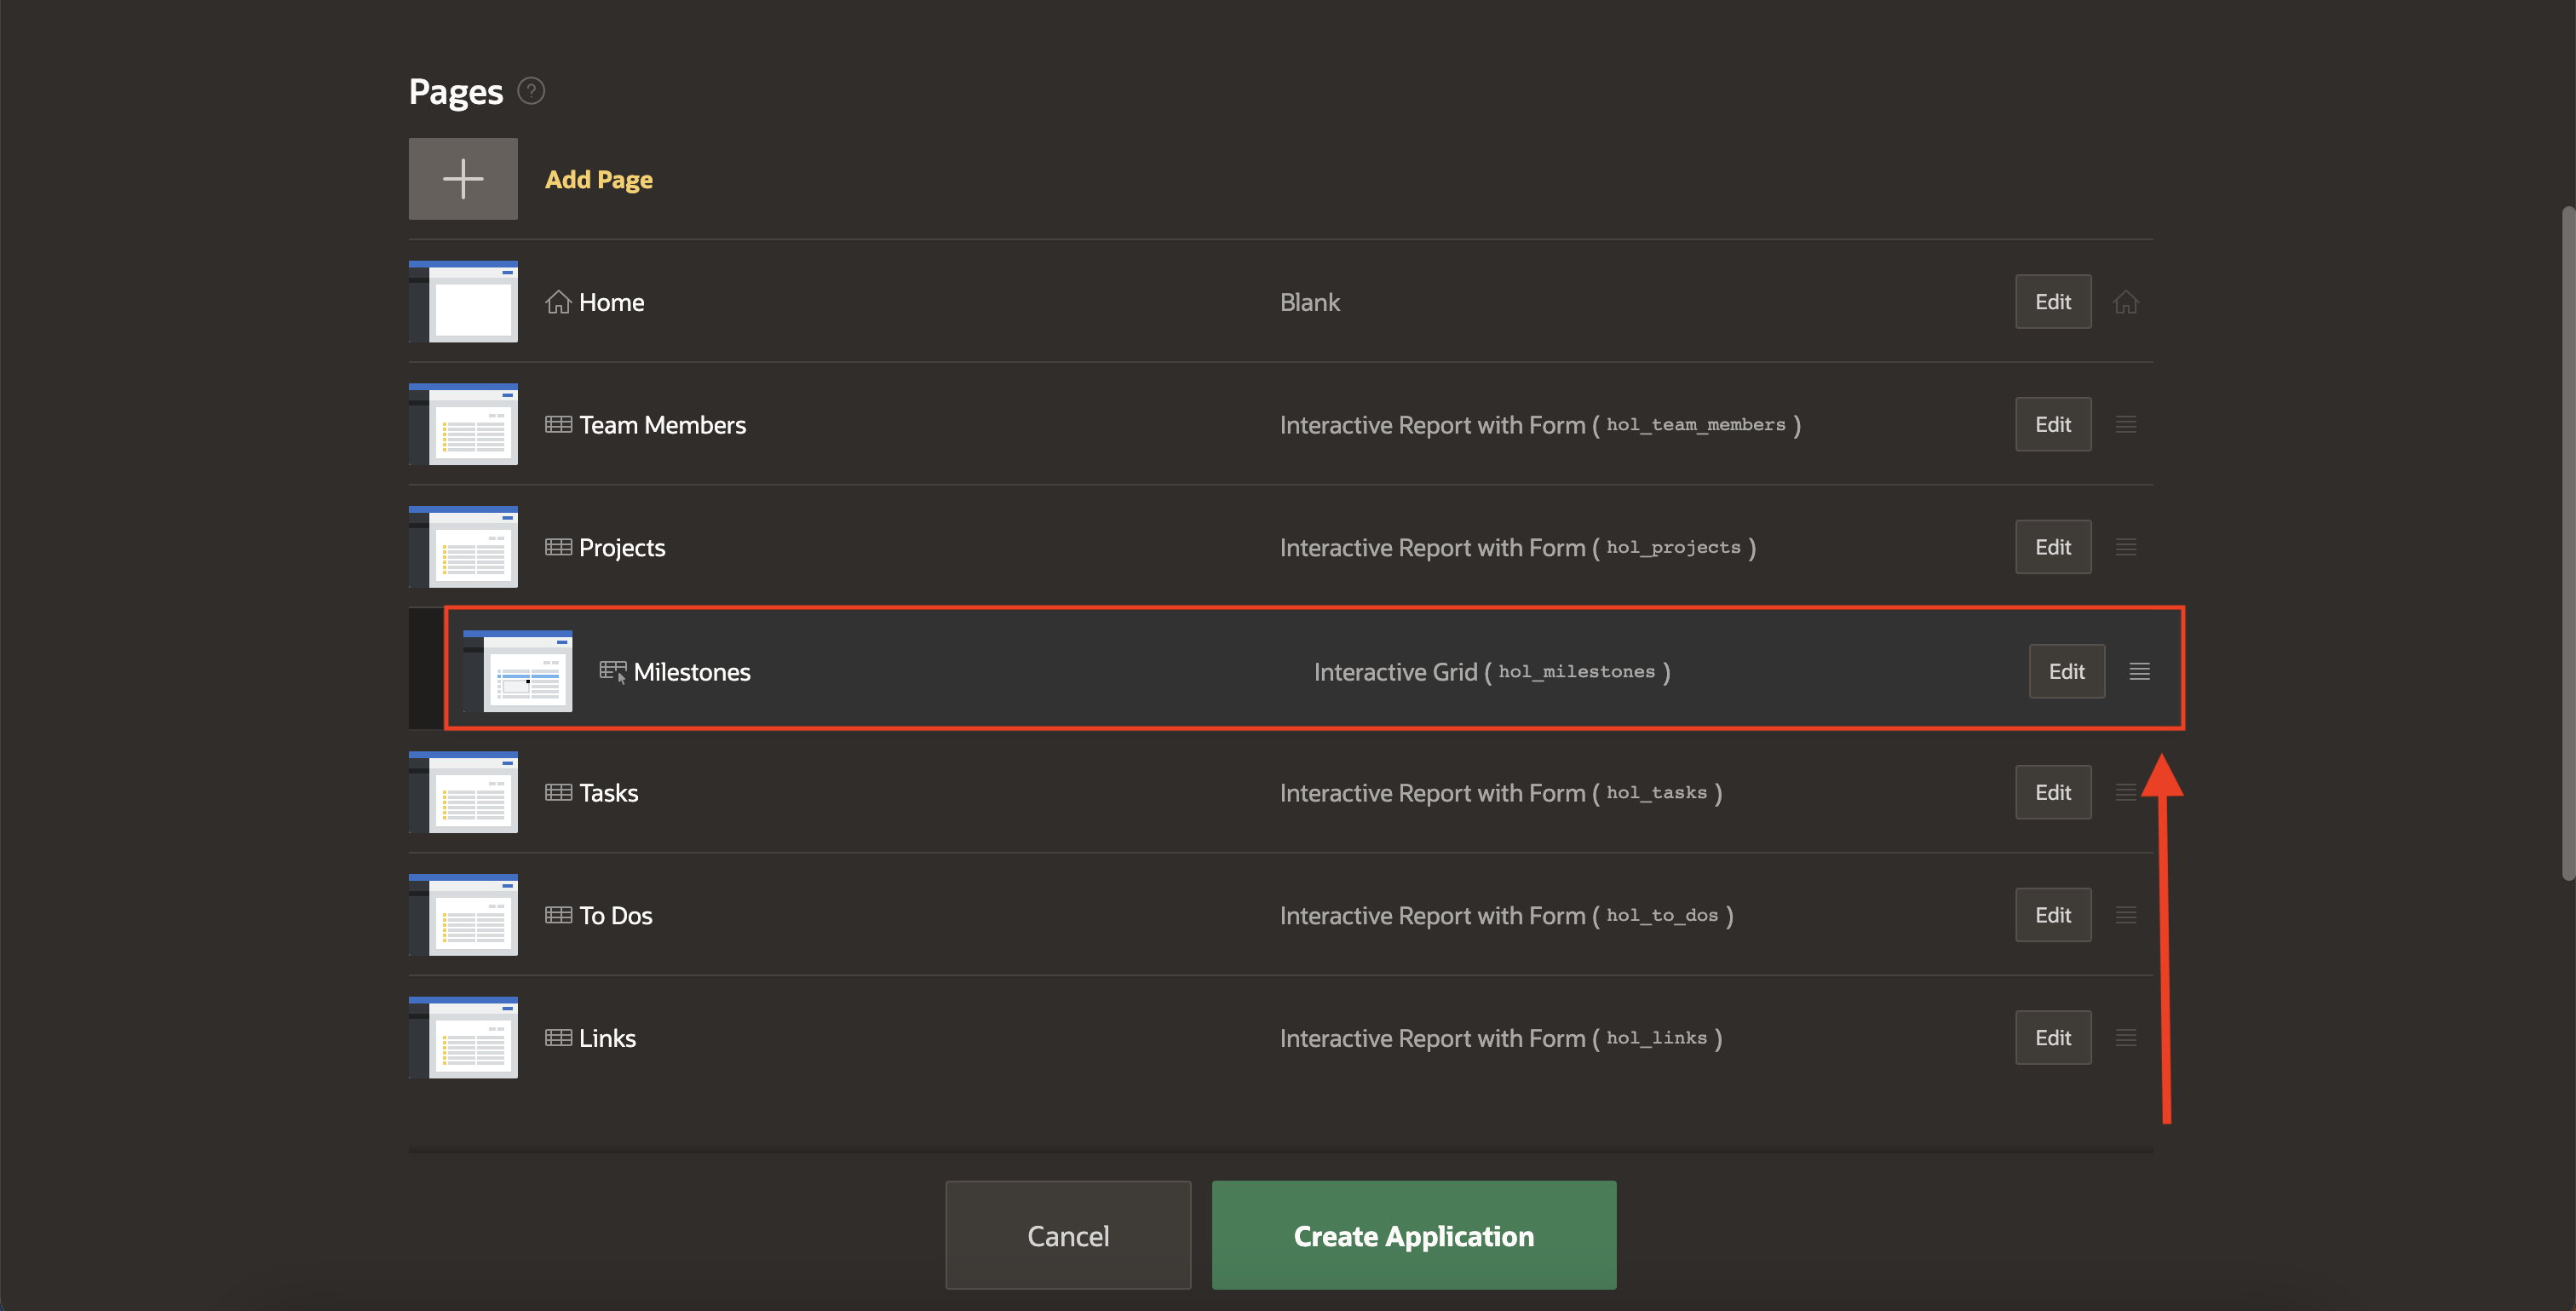 Pages ?
Add Page
Home Blank Edit
Team Members Interactive Report with Form ( hol_team_members ) Edit
Projects Interactive Report with Form ( hol_projects ) Edit
Milestones Interactive Grid ( hol_milestones ) Edit
Tasks Interactive Report with Form ( hol_tasks ) Edit
To Dos Interactive Report with Form ( hol_to_dos ) Edit
Links Interactive Report with Form ( hol_links ) Edit
Cancel Create Application